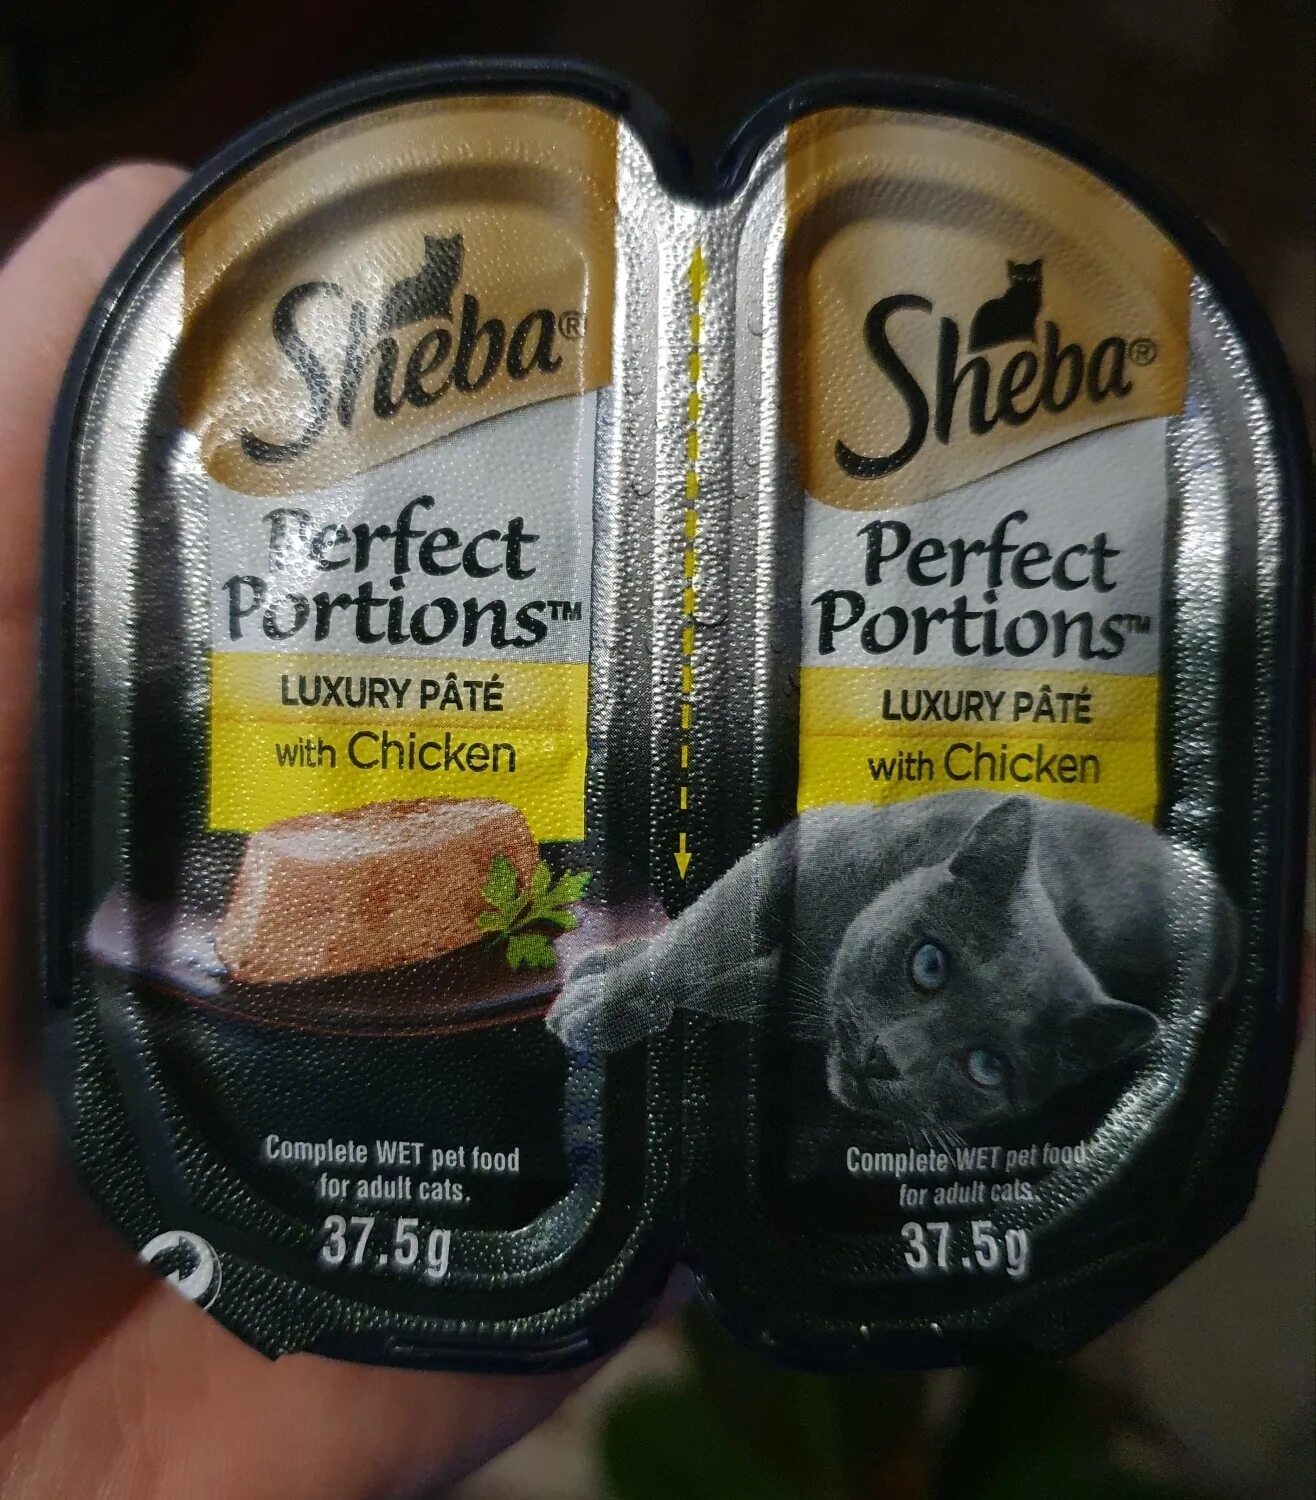 Sheba®
Perfect
Portions™
LUXURY PÂTÉ
with Chicken
Complete WET pet food
for adult cats.
37.5g
Sheba®
Perfect
Portions™
LUXURY PÂTÉ
with Chicken
Complete WET pet food
for adult cats.
37.5g